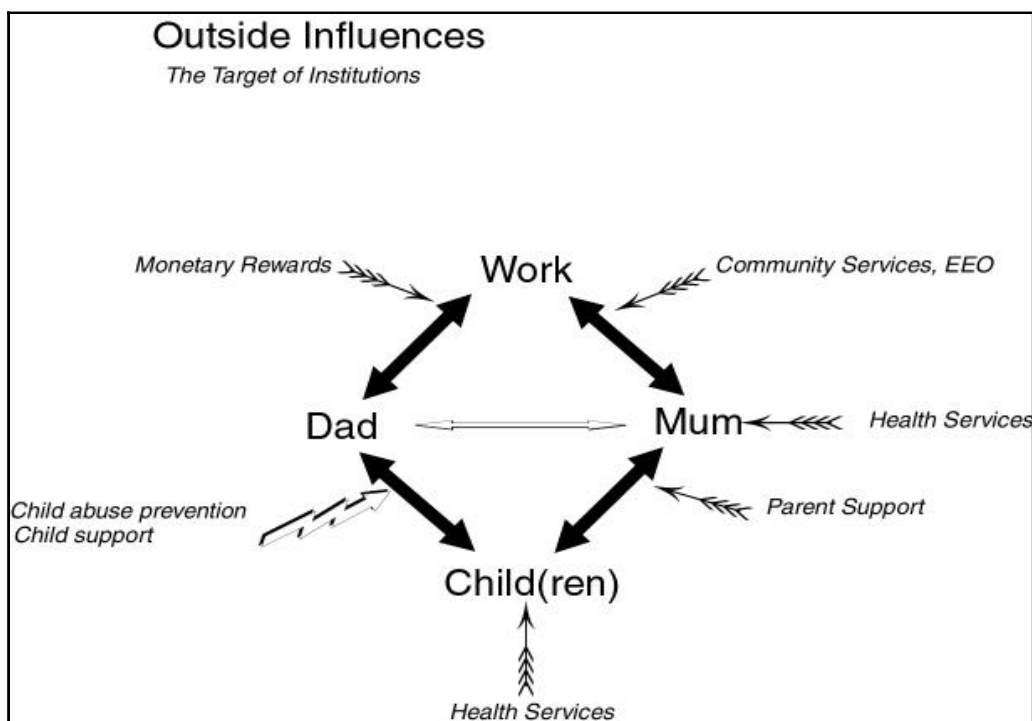 Outside Influences
The Target of Institutions
Monetary Rewards
Work
Community Services, EEO
Dad
Mum
Health Services
Child abuse prevention
Child support
Parent Support
Child(ren)
Health Services